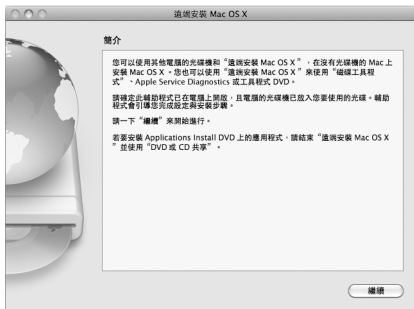 遠端安裝 Mac OS X
簡介
您可以使用其他電腦的光碟機和“遠端安裝 Mac OS X”，在沒有光碟機的 Mac 上
安裝 Mac OS X。您也可以使用“遠端安裝 Mac OS X”來使用“磁碟工具程
式”、Apple Service Diagnostics 或工具程式 DVD。
請確定此輔助程式已在電腦上開啟，且電腦的光碟機已放入您要使用的光碟。輔助
程式會引導您完成設定與安裝步驟。
請一下“繼續”來開始進行。
若要安裝 Applications Install DVD 上的應用程式，請結束“遠端安裝 Mac OS X
”並使用“DVD 或 CD 共享”。
繼續